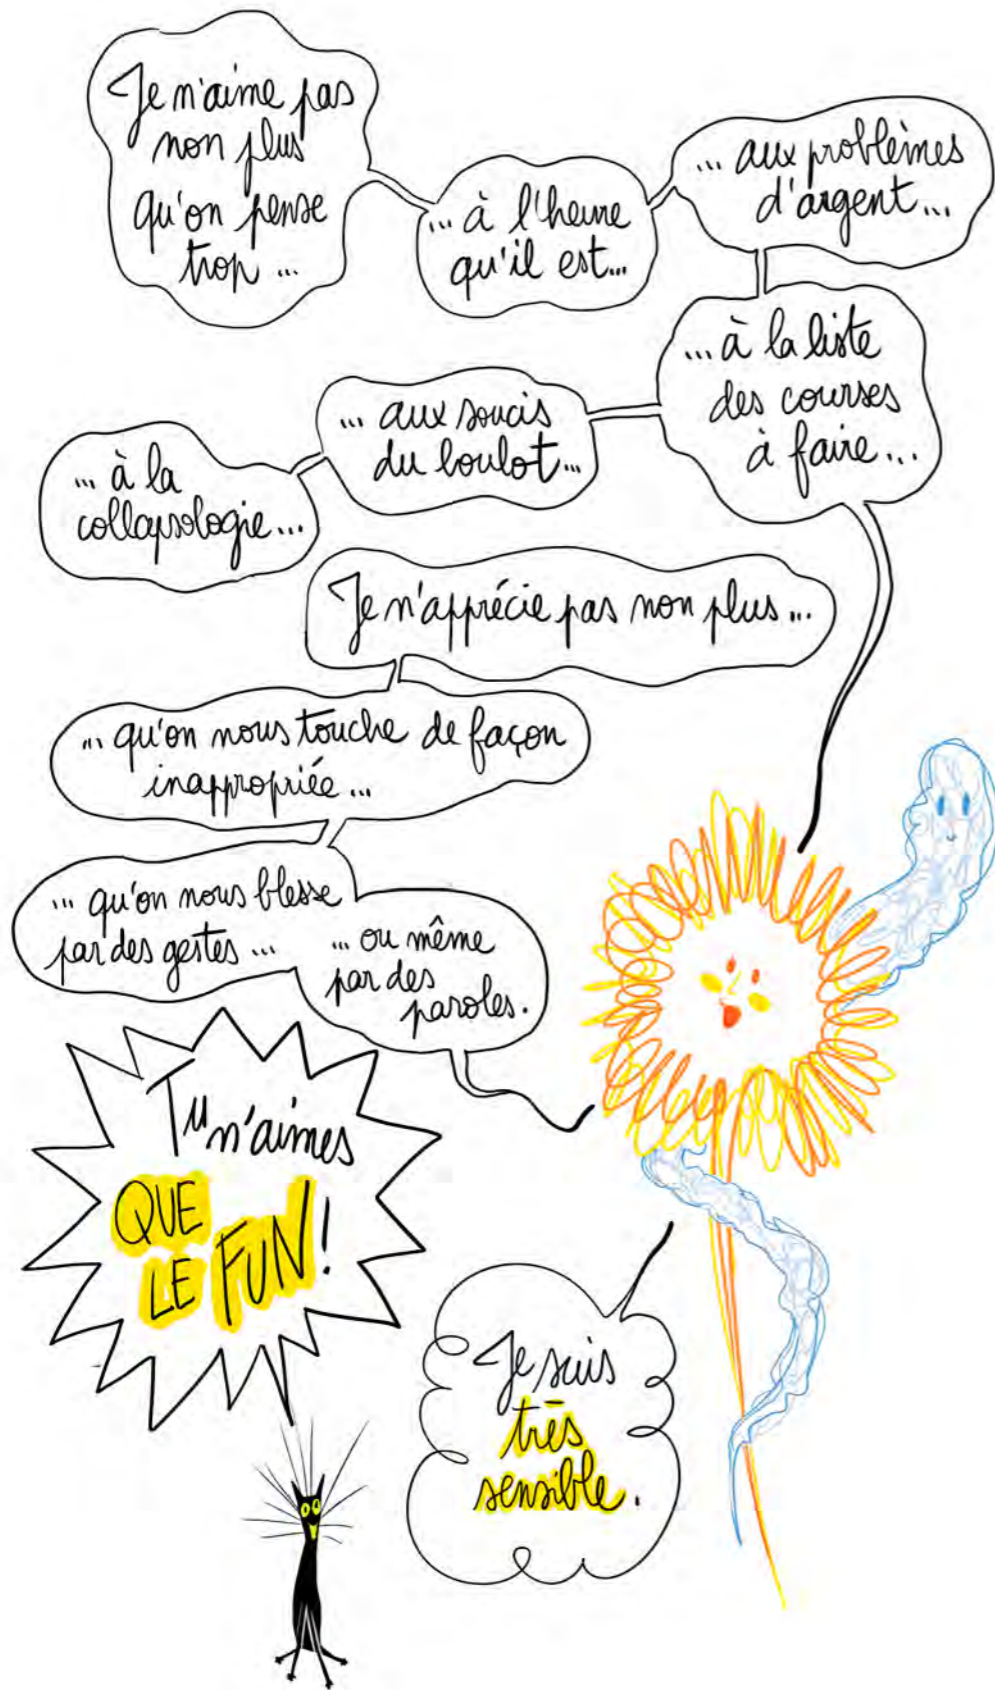 Je n'aime pas
non plus
qu'on pense
trop ...
... à l'heure
qu'il est...
... aux problèmes
d'argent...
... à la liste
des courses
à faire...
... aux soucis
du boulot...
... à la
collapsologie...
Je n'apprécie pas non plus...
... qu'on nous touche de façon
inappropriée...
... qu'on nous blesse
par des gestes ...
... ou même
par des
paroles.
Tu n'aimes
QUE
LE FUN!
Je suis
très
sensible.